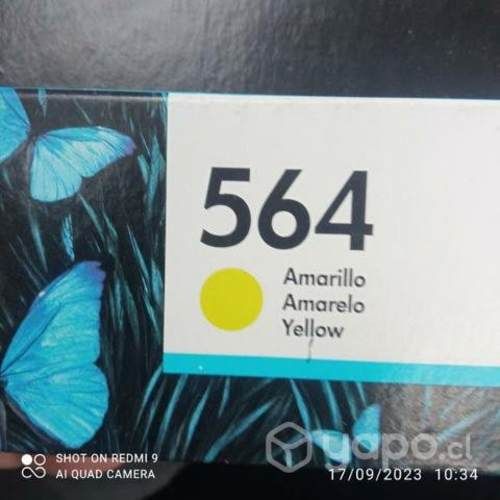 564
Amarillo
Amarelo
Yellow
SHOT ON REDMI 9
AI QUAD CAMERA
yapo.cl
17/09/2023 10:34